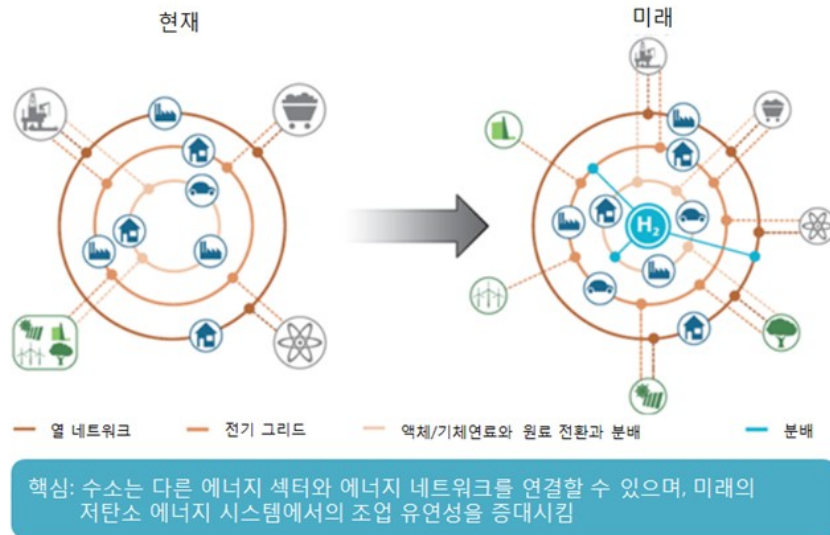 현재
미래
H₂
열 네트워크
전기 그리드
액체/기체연료와 원료 전환과 분배
분배
핵심: 수소는 다른 에너지 섹터와 에너지 네트워크를 연결할 수 있으며, 미래의
저탄소 에너지 시스템에서의 조업 유연성을 증대시킴